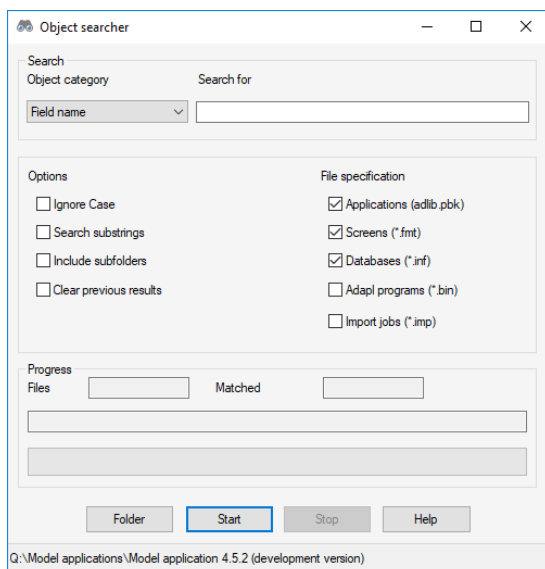 Object searcher
Search
Object category Search for
Field name
Options File specification
Ignore Case Applications (adlib.pbk)
Search substrings Screens (*.fmt)
Include subfolders Databases (*.inf)
Clear previous results Adapl programs (*.bin)
Import jobs (*.imp)
Progress
Files Matched
Folder Start Stop Help
Q:\Model applications\Model application 4.5.2 (development version)